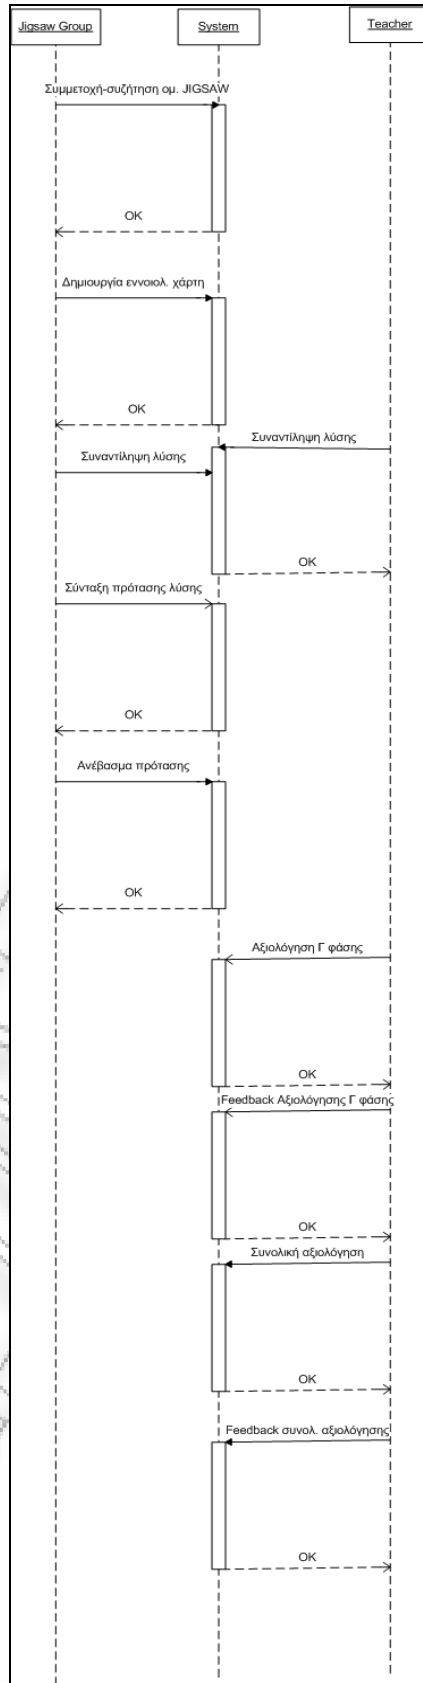 Jigsaw Group
System
Teacher
Συμμετοχή-συζήτηση ομ. JIGSAW
OK
Δημιουργία εννοιολ. χάρτη
OK
Συναντίληψη λύσης
Συναντίληψη λύσης
OK
Σύνταξη πρότασης λύσης
OK
Ανέβασμα πρότασης
OK
Αξιολόγηση Γ φάσης
OK
Feedback Αξιολόγησης Γ φάσης
OK
Συνολική αξιολόγηση
OK
Feedback συνολ. αξιολόγησης
OK